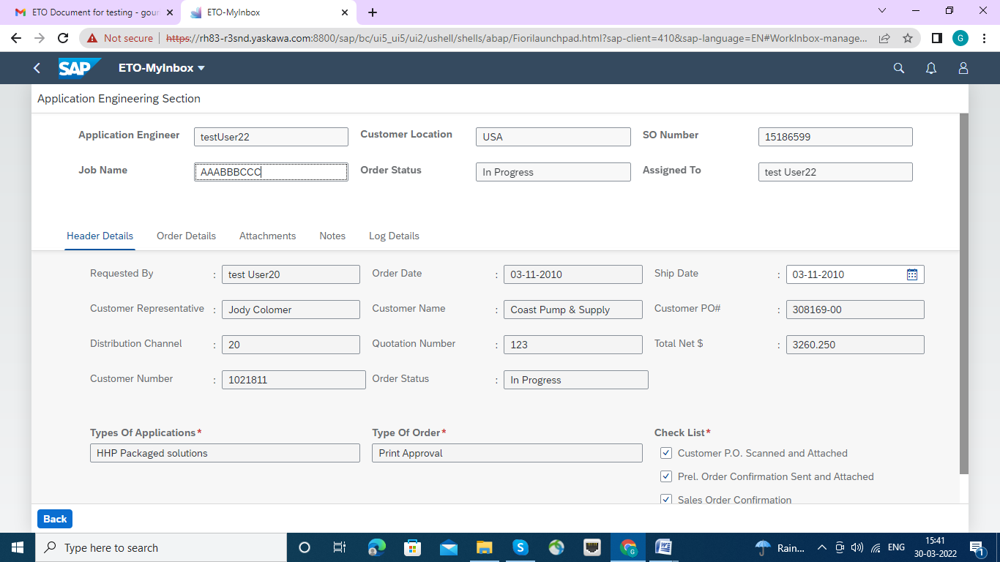 ETO Document for testing - gour
ETO-MyInbox
Not secure
https://rh83-r3snd.yaskawa.com:8800/sap/bc/ui5_ui5/ui2/ushell/shells/abap/Fiorilaunchpad.html?sap-client=410&sap-language=EN#WorkInbox-manage...
G
SAP
ETO-MyInbox
Application Engineering Section
Application Engineer testUser22 Customer Location USA SO Number 15186599
Job Name AAABBBCCC Order Status In Progress Assigned To test User22
Header Details Order Details Attachments Notes Log Details
Requested By : test User20 Order Date : 03-11-2010 Ship Date : 03-11-2010
Customer Representative : Jody Colomer Customer Name : Coast Pump & Supply Customer PO# : 308169-00
Distribution Channel : 20 Quotation Number : 123 Total Net $ : 3260.250
Customer Number : 1021811 Order Status : In Progress
Types Of Applications* Type Of Order* Check List*
HHP Packaged solutions Print Approval Customer P.O. Scanned and Attached
Prel. Order Confirmation Sent and Attached
Sales Order Confirmation
Back
Type here to search
Rain...
ENG
15:41
30-03-2022
1